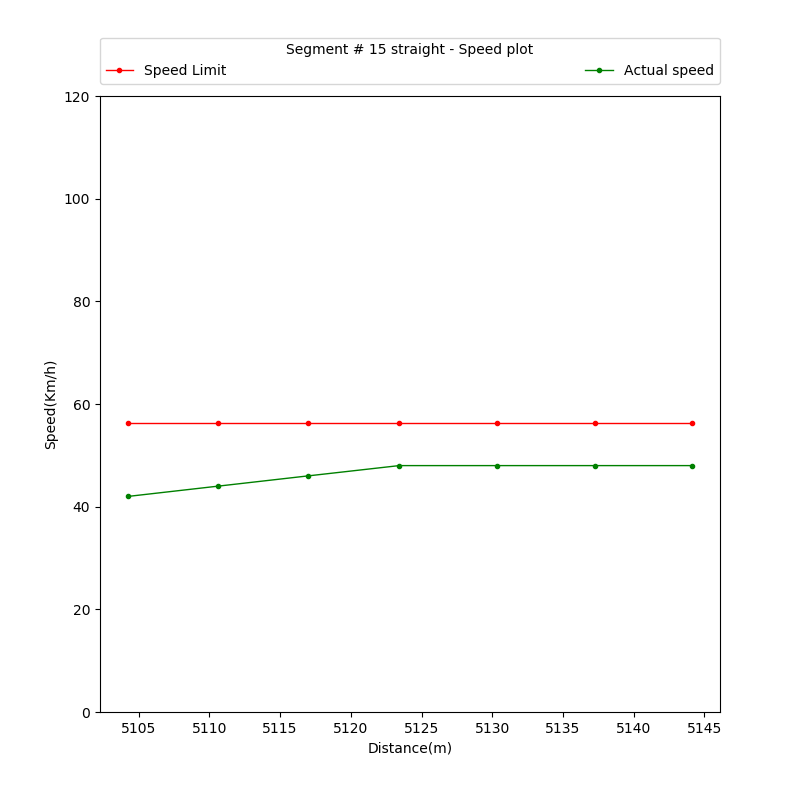 Segment # 15 straight - Speed plot
Speed Limit
Actual speed
120
100
80
60
40
20
0
Speed(Km/h)
5105 5110 5115 5120 5125 5130 5135 5140 5145
Distance(m)